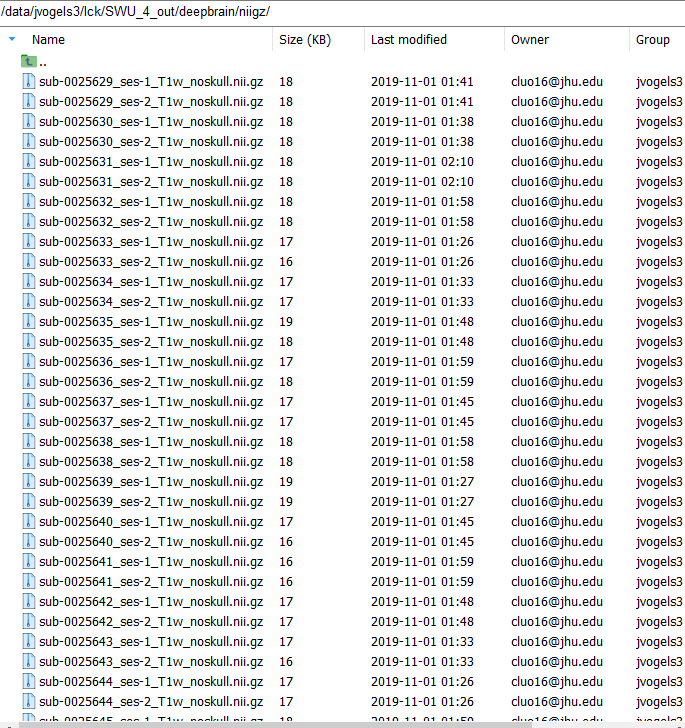 /data/jvogels3/lck/SWU_4_out/deepbrain/niigz/
Name Size (KB) Last modified Owner Group
..
sub-0025629_ses-1_T1w_noskull.nii.gz 18 2019-11-01 01:41 cluo16@jhu.edu jvogels3
sub-0025629_ses-2_T1w_noskull.nii.gz 18 2019-11-01 01:41 cluo16@jhu.edu jvogels3
sub-0025630_ses-1_T1w_noskull.nii.gz 18 2019-11-01 01:38 cluo16@jhu.edu jvogels3
sub-0025630_ses-2_T1w_noskull.nii.gz 18 2019-11-01 01:38 cluo16@jhu.edu jvogels3
sub-0025631_ses-1_T1w_noskull.nii.gz 18 2019-11-01 02:10 cluo16@jhu.edu jvogels3
sub-0025631_ses-2_T1w_noskull.nii.gz 18 2019-11-01 02:10 cluo16@jhu.edu jvogels3
sub-0025632_ses-1_T1w_noskull.nii.gz 18 2019-11-01 01:58 cluo16@jhu.edu jvogels3
sub-0025632_ses-2_T1w_noskull.nii.gz 18 2019-11-01 01:58 cluo16@jhu.edu jvogels3
sub-0025633_ses-1_T1w_noskull.nii.gz 17 2019-11-01 01:26 cluo16@jhu.edu jvogels3
sub-0025633_ses-2_T1w_noskull.nii.gz 16 2019-11-01 01:26 cluo16@jhu.edu jvogels3
sub-0025634_ses-1_T1w_noskull.nii.gz 17 2019-11-01 01:33 cluo16@jhu.edu jvogels3
sub-0025634_ses-2_T1w_noskull.nii.gz 17 2019-11-01 01:33 cluo16@jhu.edu jvogels3
sub-0025635_ses-1_T1w_noskull.nii.gz 19 2019-11-01 01:48 cluo16@jhu.edu jvogels3
sub-0025635_ses-2_T1w_noskull.nii.gz 18 2019-11-01 01:48 cluo16@jhu.edu jvogels3
sub-0025636_ses-1_T1w_noskull.nii.gz 17 2019-11-01 01:59 cluo16@jhu.edu jvogels3
sub-0025636_ses-2_T1w_noskull.nii.gz 18 2019-11-01 01:59 cluo16@jhu.edu jvogels3
sub-0025637_ses-1_T1w_noskull.nii.gz 17 2019-11-01 01:45 cluo16@jhu.edu jvogels3
sub-0025637_ses-2_T1w_noskull.nii.gz 17 2019-11-01 01:45 cluo16@jhu.edu jvogels3
sub-0025638_ses-1_T1w_noskull.nii.gz 18 2019-11-01 01:58 cluo16@jhu.edu jvogels3
sub-0025638_ses-2_T1w_noskull.nii.gz 18 2019-11-01 01:58 cluo16@jhu.edu jvogels3
sub-0025639_ses-1_T1w_noskull.nii.gz 19 2019-11-01 01:27 cluo16@jhu.edu jvogels3
sub-0025639_ses-2_T1w_noskull.nii.gz 19 2019-11-01 01:27 cluo16@jhu.edu jvogels3
sub-0025640_ses-1_T1w_noskull.nii.gz 17 2019-11-01 01:45 cluo16@jhu.edu jvogels3
sub-0025640_ses-2_T1w_noskull.nii.gz 16 2019-11-01 01:45 cluo16@jhu.edu jvogels3
sub-0025641_ses-1_T1w_noskull.nii.gz 16 2019-11-01 01:59 cluo16@jhu.edu jvogels3
sub-0025641_ses-2_T1w_noskull.nii.gz 16 2019-11-01 01:59 cluo16@jhu.edu jvogels3
sub-0025642_ses-1_T1w_noskull.nii.gz 17 2019-11-01 01:48 cluo16@jhu.edu jvogels3
sub-0025642_ses-2_T1w_noskull.nii.gz 17 2019-11-01 01:48 cluo16@jhu.edu jvogels3
sub-0025643_ses-1_T1w_noskull.nii.gz 17 2019-11-01 01:33 cluo16@jhu.edu jvogels3
sub-0025643_ses-2_T1w_noskull.nii.gz 16 2019-11-01 01:33 cluo16@jhu.edu jvogels3
sub-0025644_ses-1_T1w_noskull.nii.gz 17 2019-11-01 01:26 cluo16@jhu.edu jvogels3
sub-0025644_ses-2_T1w_noskull.nii.gz 17 2019-11-01 01:26 cluo16@jhu.edu jvogels3